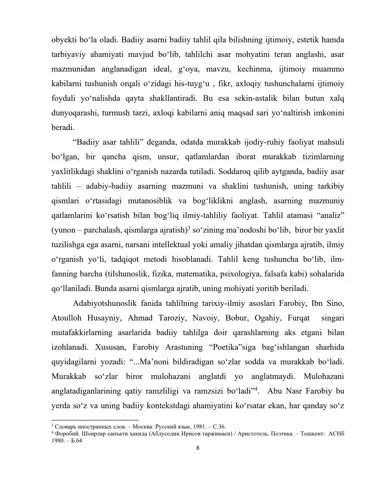 obyekti bo‘la oladi. Badiiy asarni badiiy tahlil qila bilishning ijtimoiy, estetik hamda
tarbiyaviy ahamiyati mavjud bo‘lib, tahlilchi asar mohyatini teran anglashi, asar
mazmunidan anglanadigan ideal, g‘oya, mavzu, kechinma, ijtimoiy muammo
kabilarni tushunish orqali o‘zidagi his-tuyg‘u , fikr, axloqiy tushunchalarni ijtimoiy
foydali yo‘nalishda qayta shakllantiradi. Bu esa sekin-astalik bilan butun xalq
dunyoqarashi, turmush tarzi, axloqi kabilarni aniq maqsad sari yo‘naltirish imkonini
beradi.
“Badiiy asar tahlili” deganda, odatda murakkab ijodiy-ruhiy faoliyat mahsuli
bo‘lgan, bir qancha qism, unsur, qatlamlardan iborat murakkab tizimlarning
yaxlitlikdagi shaklini o‘rganish nazarda tutiladi. Soddaroq qilib aytganda, badiiy asar
tahlili – adabiy-badiiy asarning mazmuni va shaklini tushunish, uning tarkibiy
qismlari o‘rtasidagi mutanosiblik va bog‘liklikni anglash, asarning mazmuniy
qatlamlarini ko‘rsatish bilan bog‘liq ilmiy-tahliliy faoliyat. Tahlil atamasi “analiz”
(yunon – parchalash, qismlarga ajratish)³ so‘zining ma’nodoshi bo‘lib, biror bir yaxlit
tuzilishga ega asarni, narsani intellektual yoki amaliy jihatdan qismlarga ajratib, ilmiy
o‘rganish yo‘li, tadqiqot metodi hisoblanadi. Tahlil keng tushuncha bo‘lib, ilm-
fanning barcha (tilshunoslik, fizika, matematika, psixologiya, falsafa kabi) sohalarida
qo‘llaniladi. Bunda asarni qismlarga ajratib, uning mohiyati yoritib beriladi.
Adabiyotshunoslik fanida tahlilning tarixiy-ilmiy asoslari Farobiy, Ibn Sino,
Atoulloh Husayniy, Ahmad Taroziy, Navoiy, Bobur, Ogahiy, Furqat singari
mutafakkirlarning asarlarida badiiy tahlilga doir qarashlarning aks etgani bilan
izohlanadi. Xususan, Farobiy Arastuning “Poetika”siga bag‘ishlangan sharhida
quyidagilarni yozadi: “...Ma’noni bildiradigan so‘zlar sodda va murakkab bo‘ladi.
Murakkab so‘zlar biror mulohazani anglatdi yo anglatmaydi. Mulohazani
anglatadiganlarining qatiy ramzliligi va ramzsizi bo‘ladi”⁴. Abu Nasr Farobiy bu
yerda so‘z va uning badiiy kontekstdagi ahamiyatini ko‘rsatar ekan, har qanday so‘z
³ Словарь иностранных слов. – Москва: Русский язык, 1981. – С.36.
⁴ Форобий. Шоирлар санъати ҳақида (Абдусодиқ Ирисов таржимаси) / Аристотель. Поэтика. – Тошкент: АСНб
1980. – Б.64
8